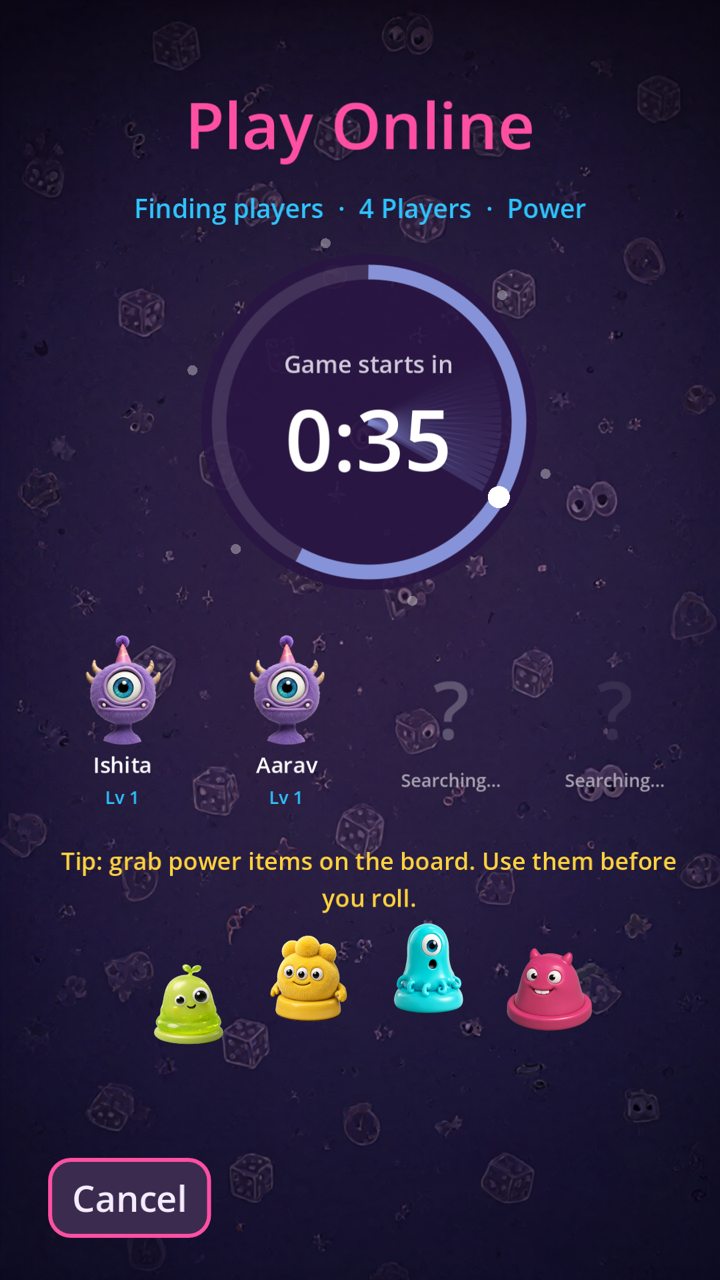 Play Online
Finding players · 4 Players · Power
Game starts in
0:35
? ?
Ishita Aarav
Searching... Searching...
Lv 1 Lv 1
Tip: grab power items on the board. Use them before
you roll.
Cancel